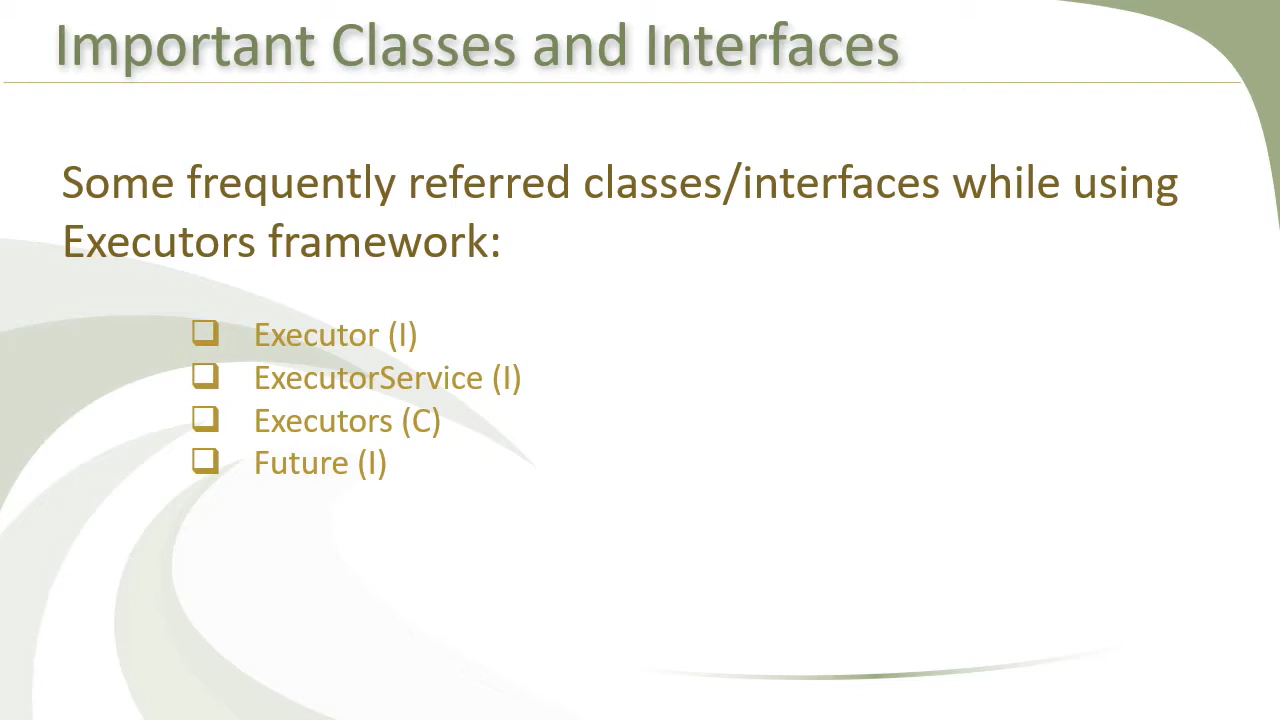 Important Classes and Interfaces
Some frequently referred classes/interfaces while using
Executors framework:
Executor (I)
ExecutorService (I)
Executors (C)
Future (I)